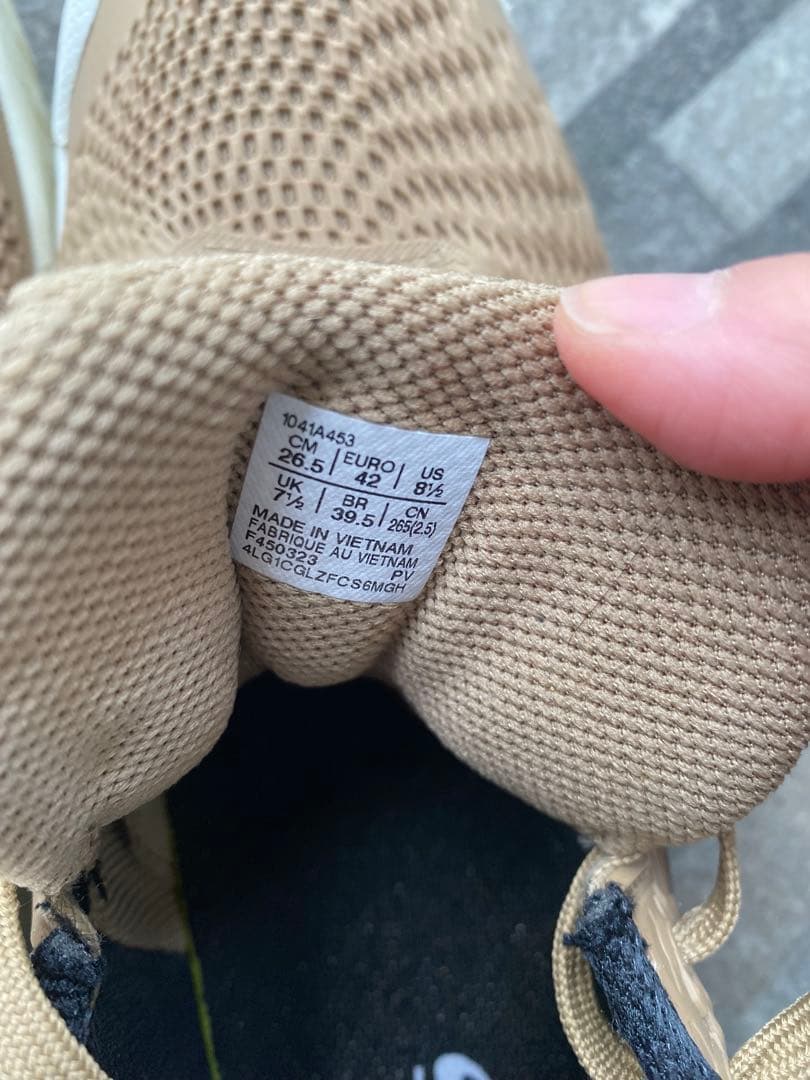 1041A453
CM 26.5 | EURO 42 | US 8½
UK 7½ | BR 39.5 | CN 265(2.5)
MADE IN VIETNAM
FABRIQUE AU VIETNAM
F450323 PV
4LG1CGLZFCS6MGH